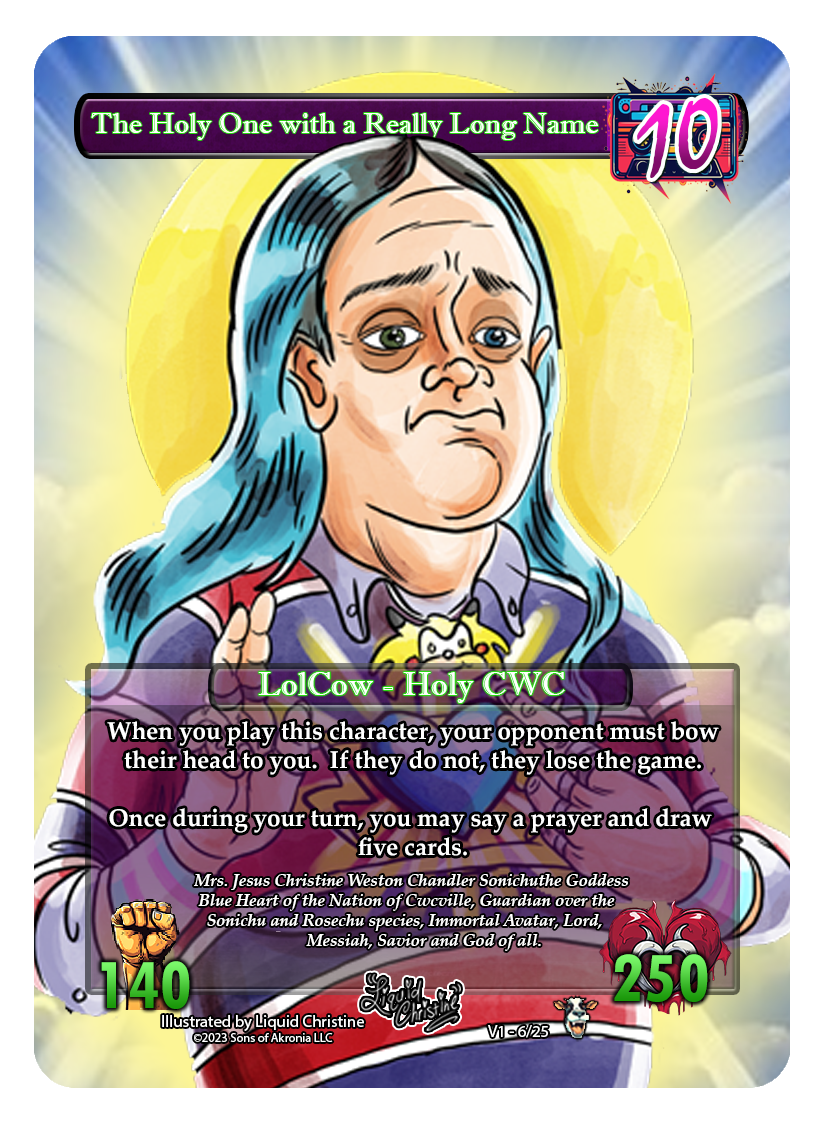 The Holy One with a Really Long Name
10
LolCow - Holy CWC
When you play this character, your opponent must bow
their head to you. If they do not, they lose the game.
Once during your turn, you may say a prayer and draw
five cards.
Mrs. Jesus Christine Weston Chandler Sonichuthe Goddess
Blue Heart of the Nation of Cwcville, Guardian over the
Sonichu and Rosechu species, Immortal Avatar, Lord,
Messiah, Savior and God of all.
140
250
Illustrated by Liquid Christine
©2023 Sons of Akronia LLC
"Liquid
Christine"
V1 - 6/25